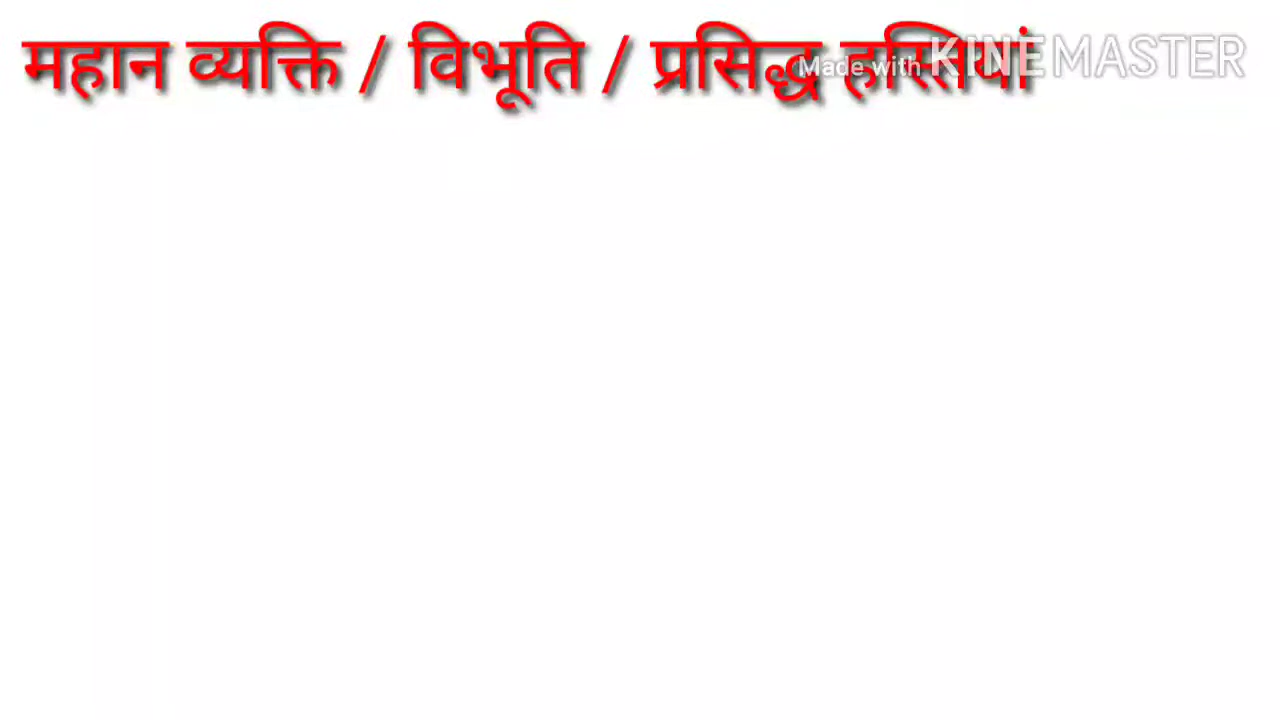 महान व्यक्ति / विभूति / प्रसिद्ध हस्तियां
Made with KINEMASTER